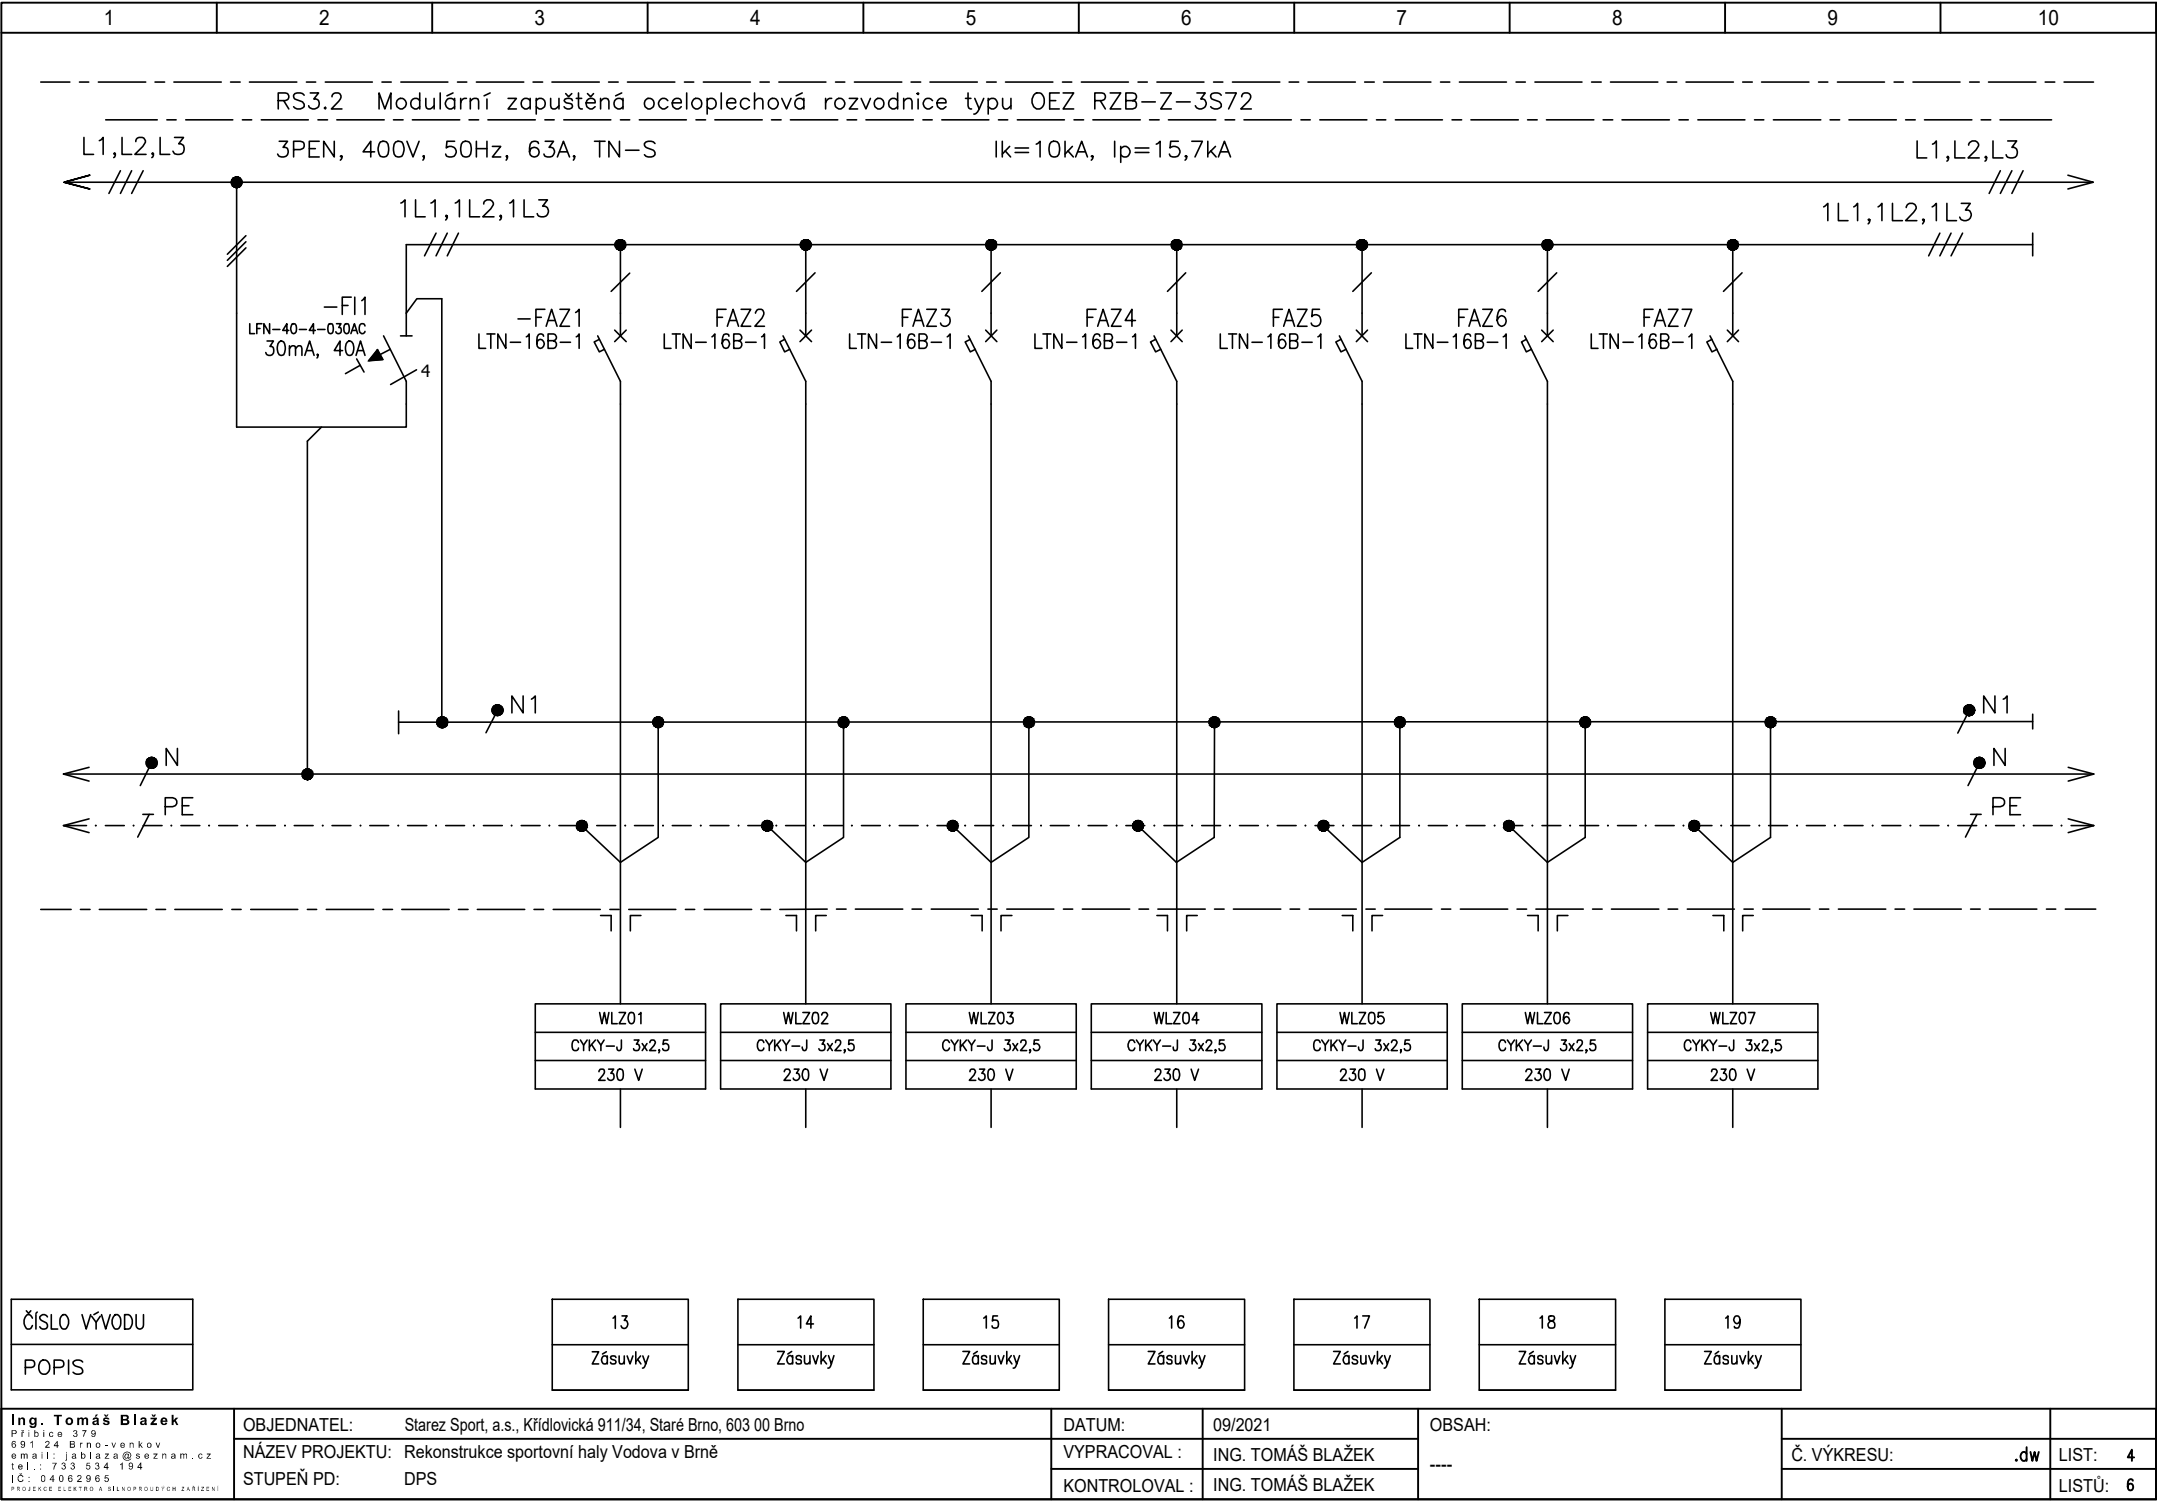 1 2 3 4 5 6 7 8 9 10
RS3.2 Modulární zapuštěná oceloplechová rozvodnice typu OEZ RZB-Z-3S72
L1,L2,L3 3PEN, 400V, 50Hz, 63A, TN-S Ik=10kA, Ip=15,7kA L1,L2,L3
1L1,1L2,1L3 1L1,1L2,1L3
-FI1 -FAZ1 FAZ2 FAZ3 FAZ4 FAZ5 FAZ6 FAZ7
LFN-40-4-030AC LTN-16B-1 LTN-16B-1 LTN-16B-1 LTN-16B-1 LTN-16B-1 LTN-16B-1 LTN-16B-1
30mA, 40A
4
N1 N1
N N
PE PE
WLZ01 WLZ02 WLZ03 WLZ04 WLZ05 WLZ06 WLZ07
CYKY-J 3x2,5 CYKY-J 3x2,5 CYKY-J 3x2,5 CYKY-J 3x2,5 CYKY-J 3x2,5 CYKY-J 3x2,5 CYKY-J 3x2,5
230 V 230 V 230 V 230 V 230 V 230 V 230 V
ČÍSLO VÝVODU 13 14 15 16 17 18 19
POPIS Zásuvky Zásuvky Zásuvky Zásuvky Zásuvky Zásuvky Zásuvky
Ing. Tomáš Blažek
Přibice 379
691 24 Brno-venkov
email: jablaza@seznam.cz
tel.: 733 534 194
IČ: 04062965
PROJEKCE ELEKTRO A SILNOPROUDÝCH ZAŘÍZENÍ
OBJEDNATEL: Starez Sport, a.s., Křídlovická 911/34, Staré Brno, 603 00 Brno
NÁZEV PROJEKTU: Rekonstrukce sportovní haly Vodova v Brně
STUPEŇ PD: DPS
DATUM: 09/2021
VYPRACOVAL : ING. TOMÁŠ BLAŽEK
KONTROLOVAL : ING. TOMÁŠ BLAŽEK
OBSAH:
----
Č. VÝKRESU: .dw
LIST: 4
LISTŮ: 6